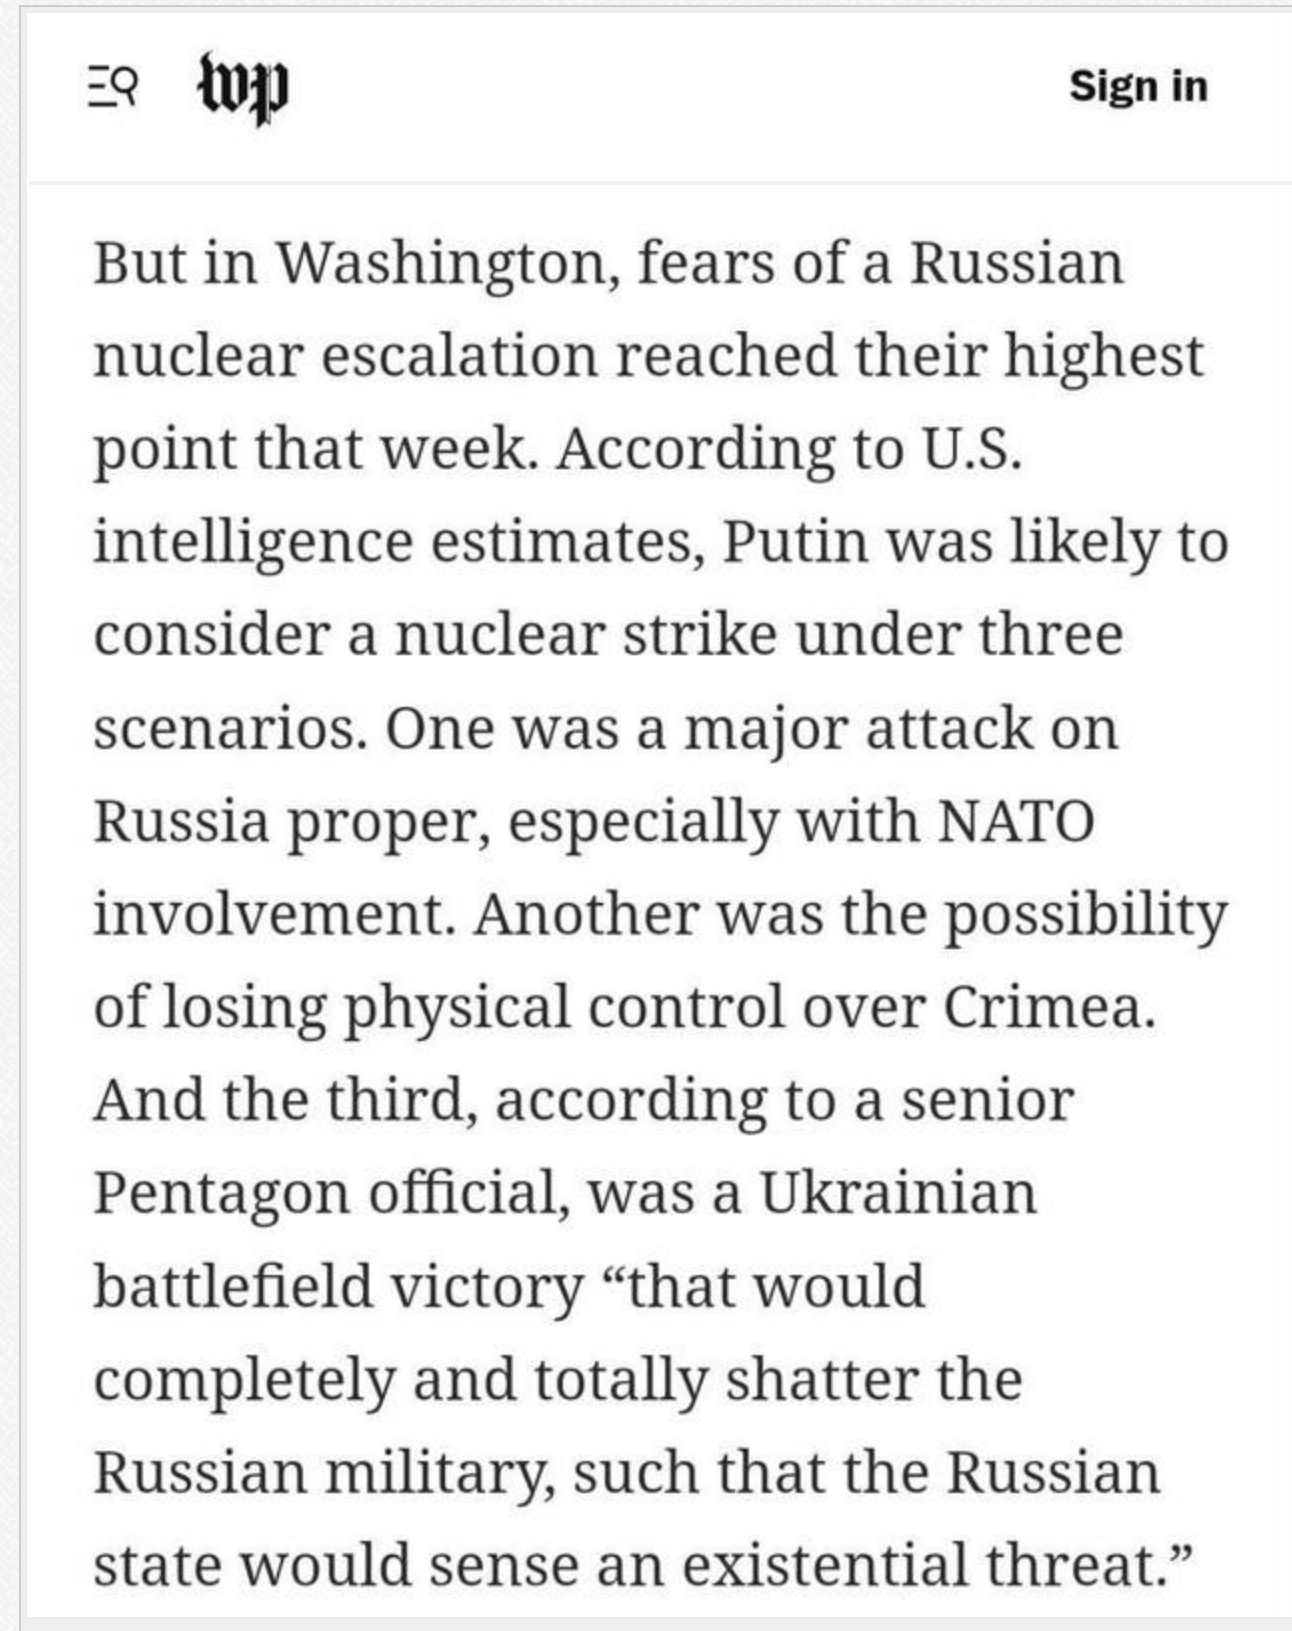 wp
Sign in
But in Washington, fears of a Russian
nuclear escalation reached their highest
point that week. According to U.S.
intelligence estimates, Putin was likely to
consider a nuclear strike under three
scenarios. One was a major attack on
Russia proper, especially with NATO
involvement. Another was the possibility
of losing physical control over Crimea.
And the third, according to a senior
Pentagon official, was a Ukrainian
battlefield victory “that would
completely and totally shatter the
Russian military, such that the Russian
state would sense an existential threat.”